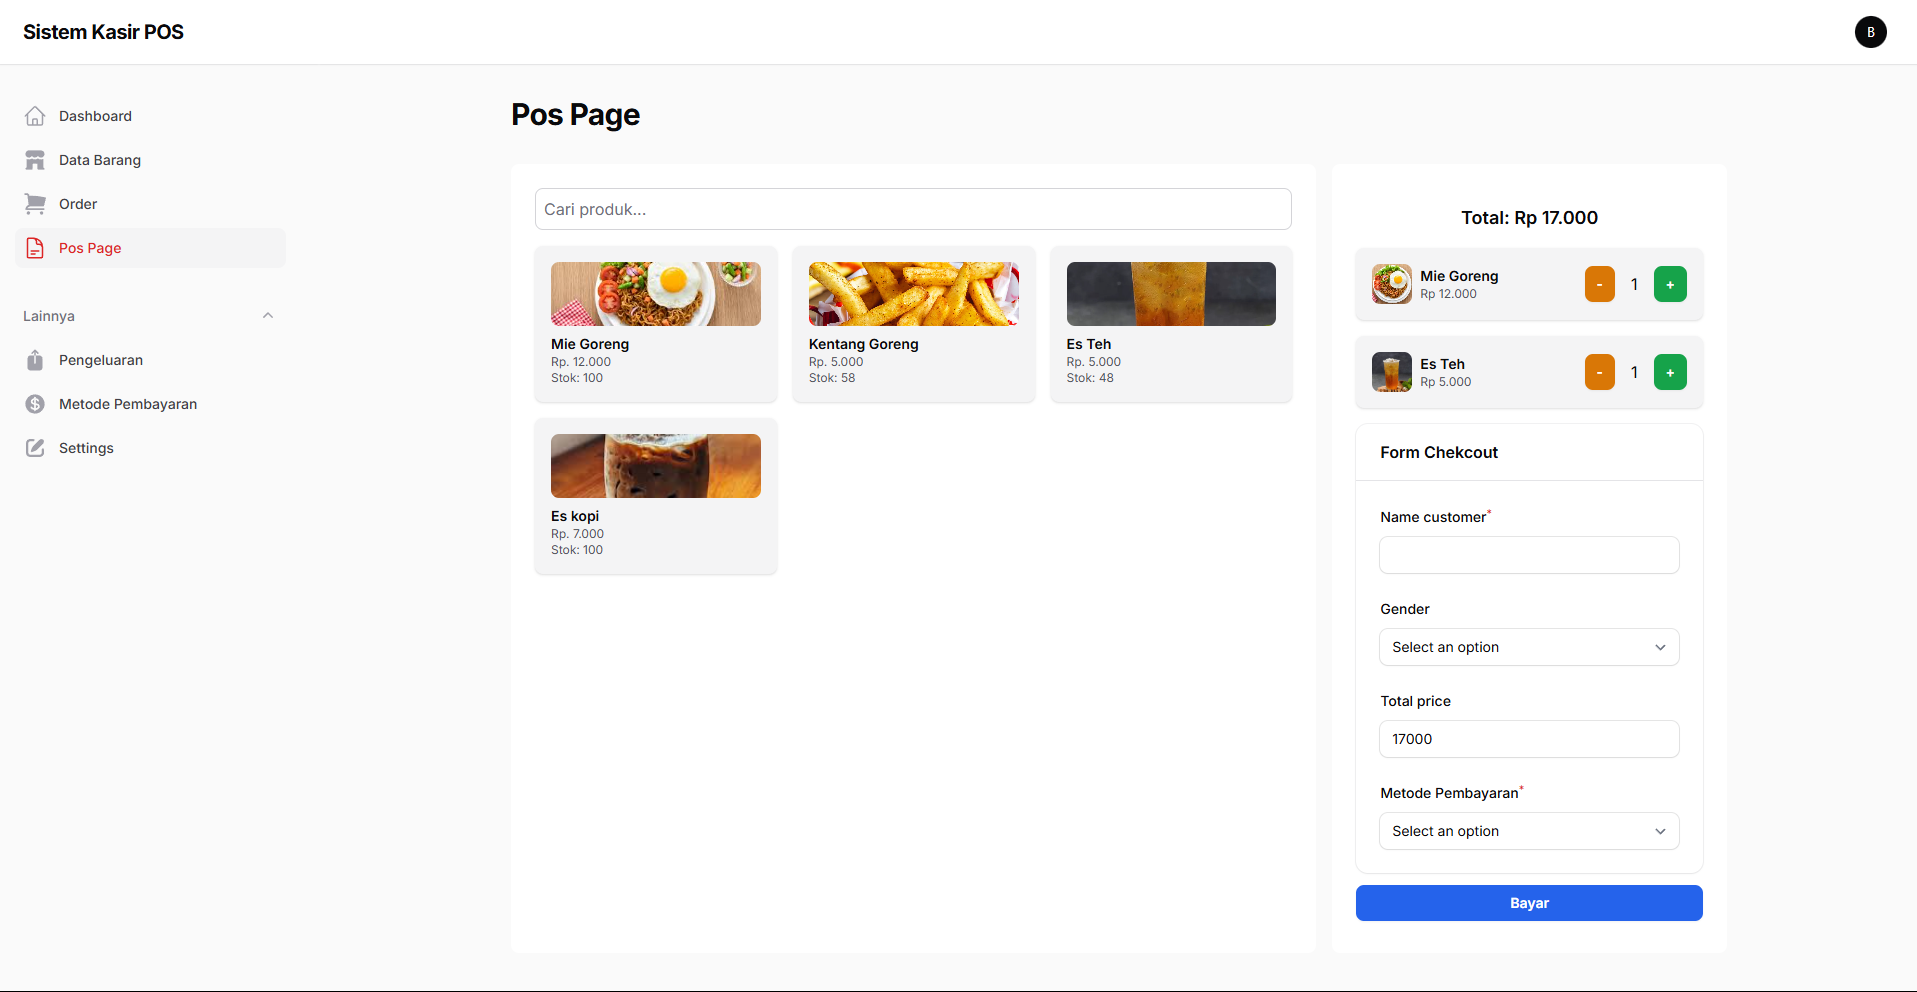 Sistem Kasir POS
B
Dashboard
Data Barang
Order
Pos Page
Lainnya
Pengeluaran
Metode Pembayaran
Settings
Pos Page
Cari produk...
Mie Goreng
Rp. 12.000
Stok: 100
Kentang Goreng
Rp. 5.000
Stok: 58
Es Teh
Rp. 5.000
Stok: 48
Es kopi
Rp. 7.000
Stok: 100
Total: Rp 17.000
Mie Goreng
Rp 12.000
- 1 +
Es Teh
Rp 5.000
- 1 +
Form Chekcout
Name customer*
Gender
Select an option
Total price
17000
Metode Pembayaran*
Select an option
Bayar